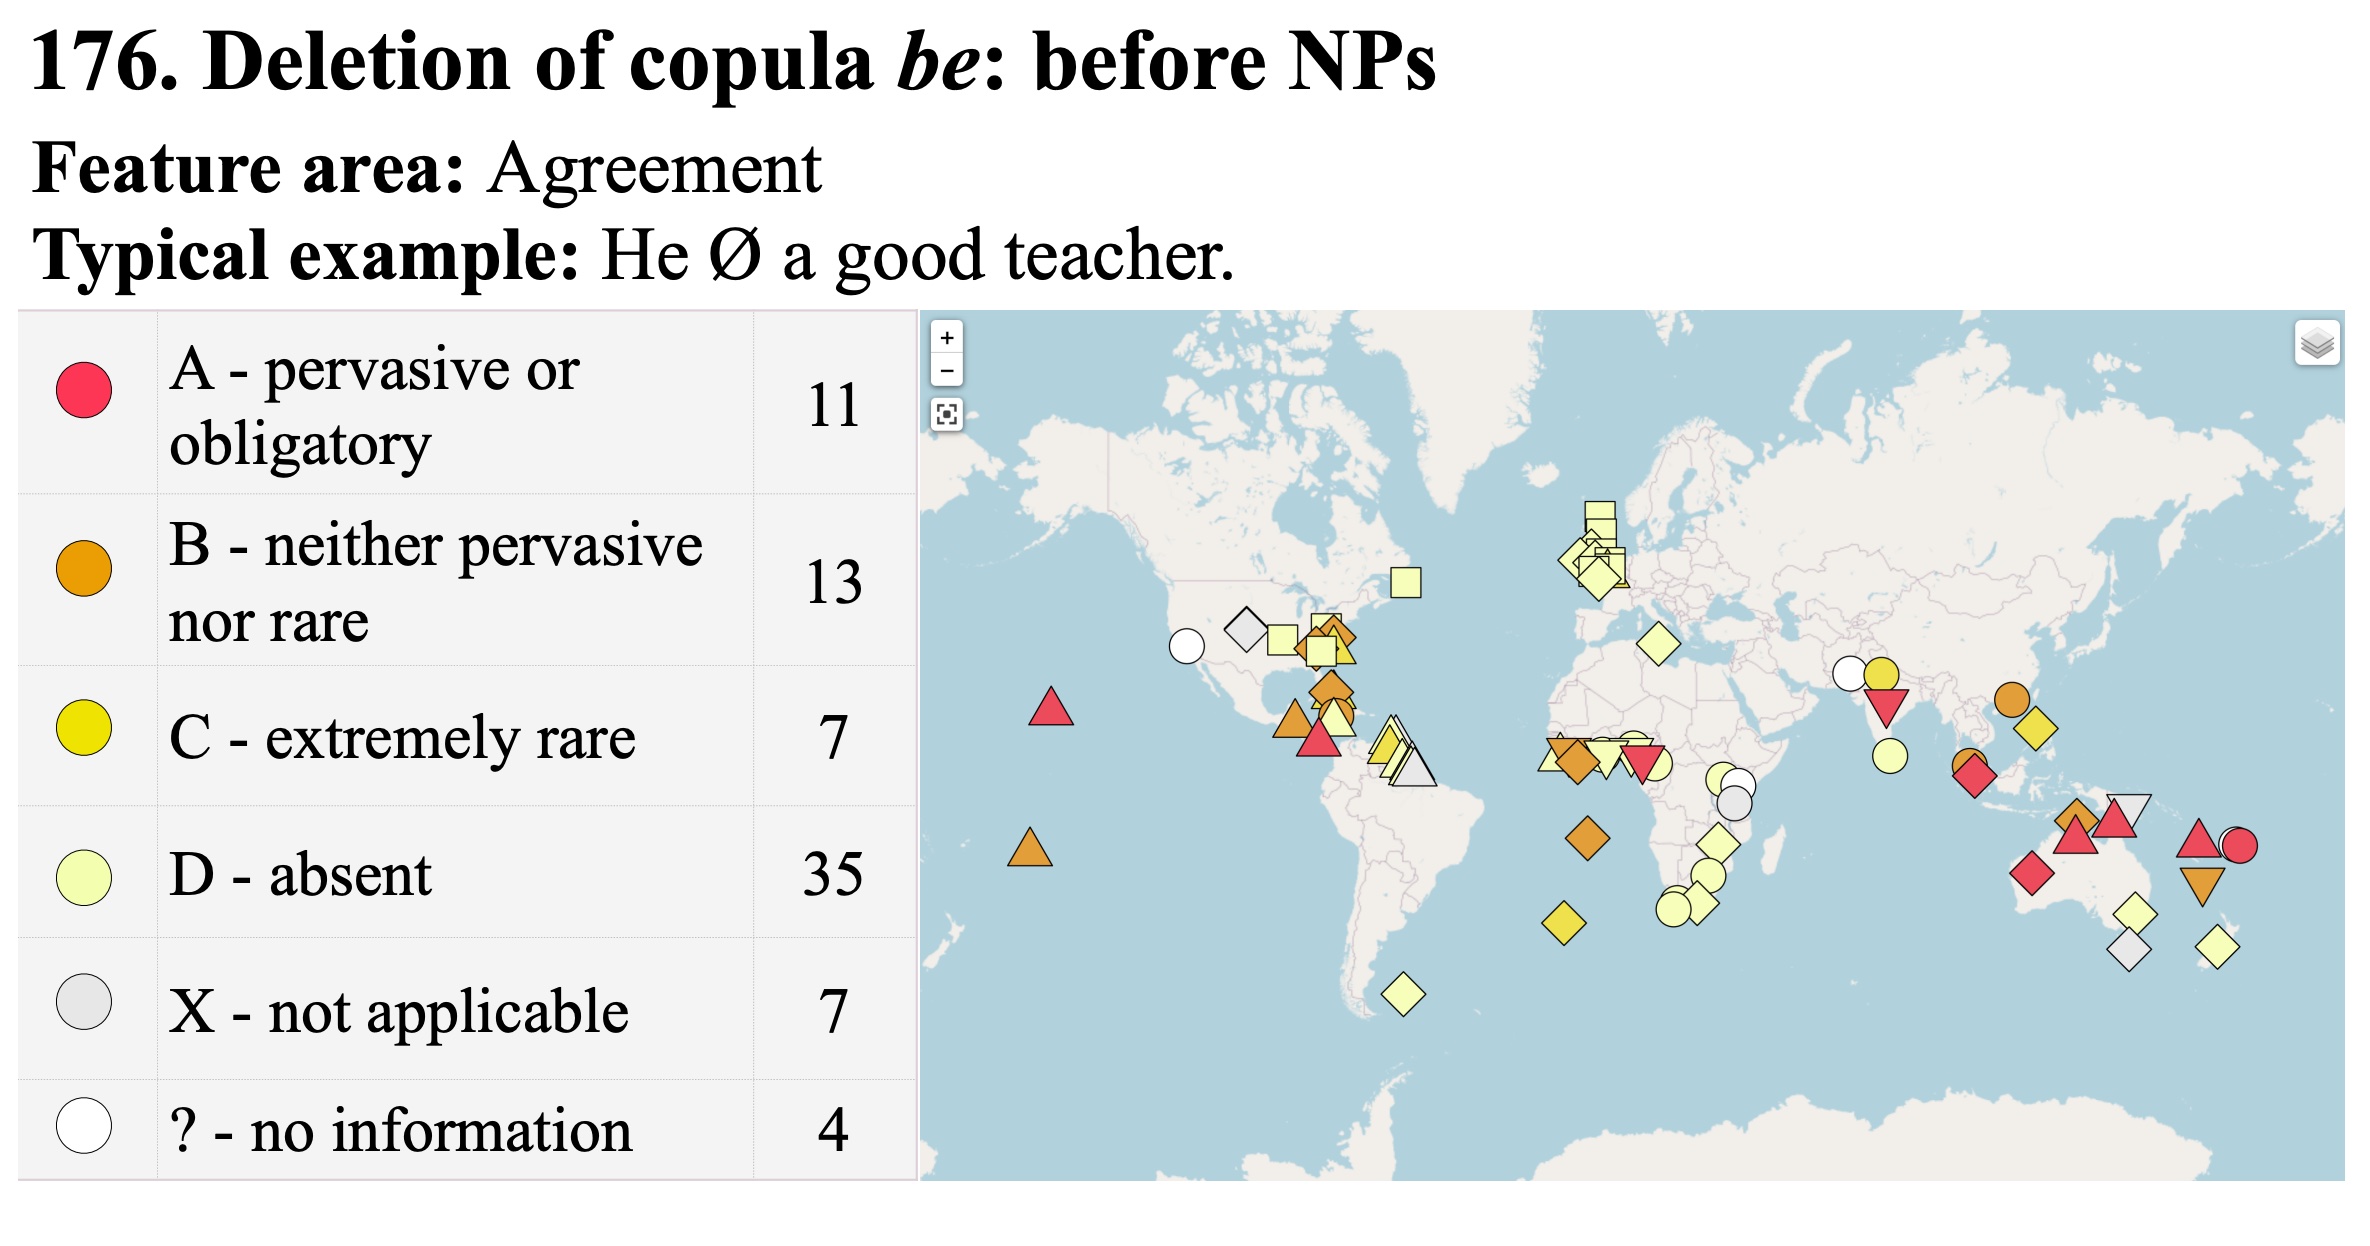 176. Deletion of copula be: before NPs
Feature area: Agreement
Typical example: He Ø a good teacher.
A - pervasive or
obligatory
11
B - neither pervasive
nor rare
13
C - extremely rare
7
D - absent
35
X - not applicable
7
? - no information
4
+
−